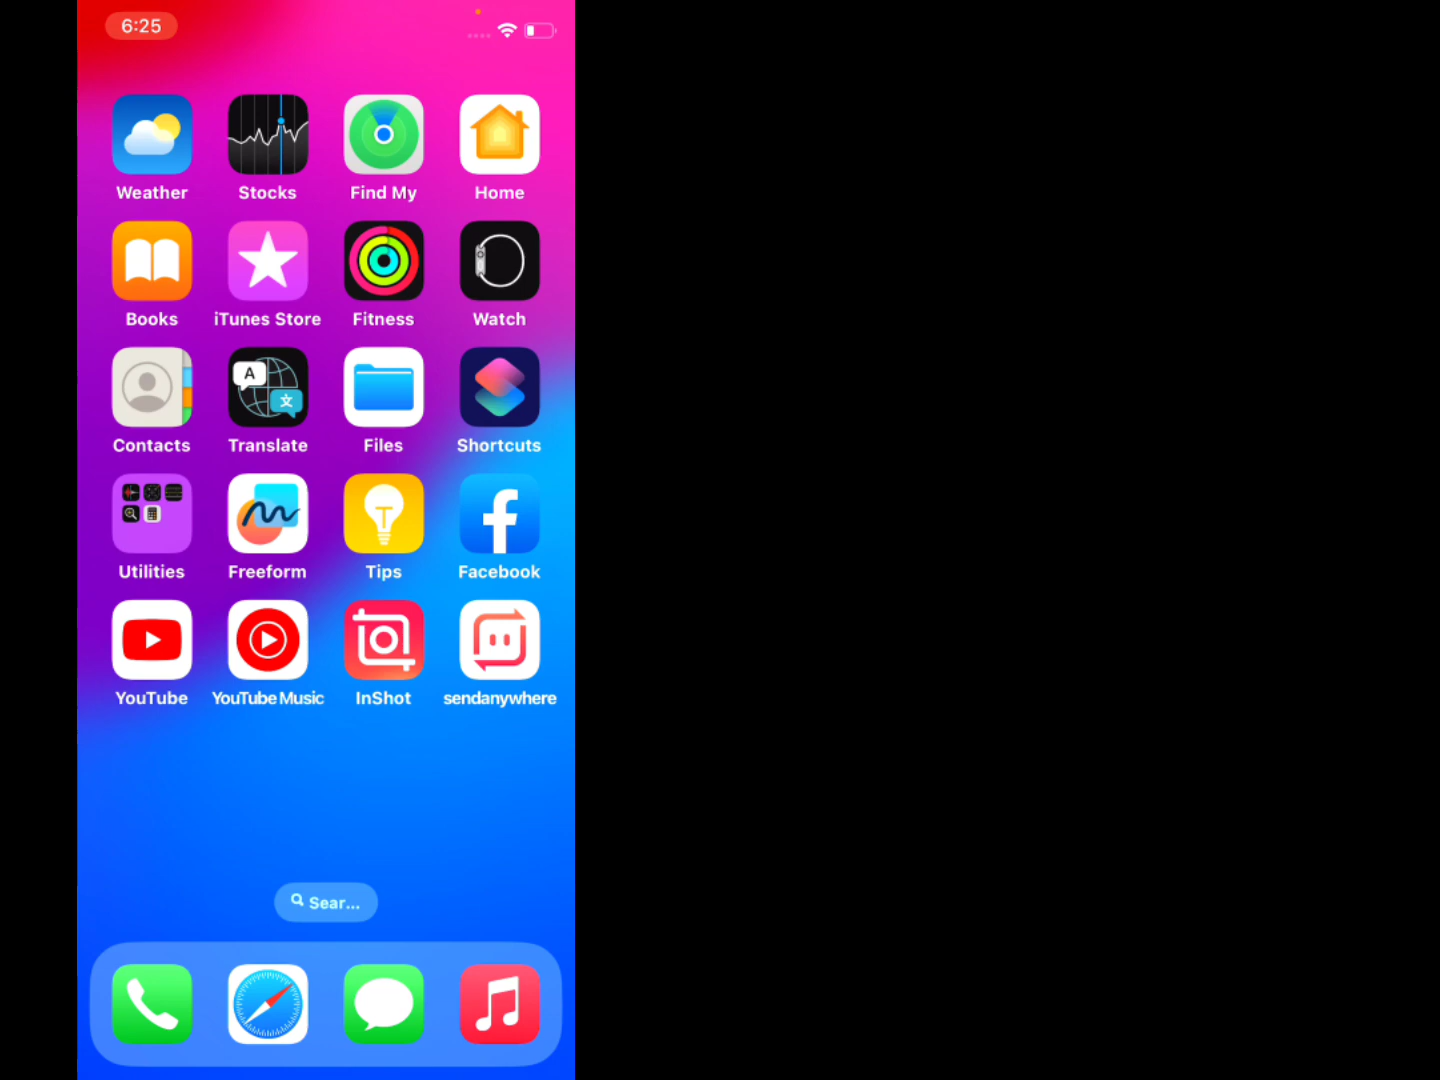 6:25
Weather Stocks Find My Home
Books iTunes Store Fitness Watch
A
文
Contacts Translate Files Shortcuts
Utilities Freeform Tips Facebook
YouTube YouTube Music InShot sendanywhere
Sear...